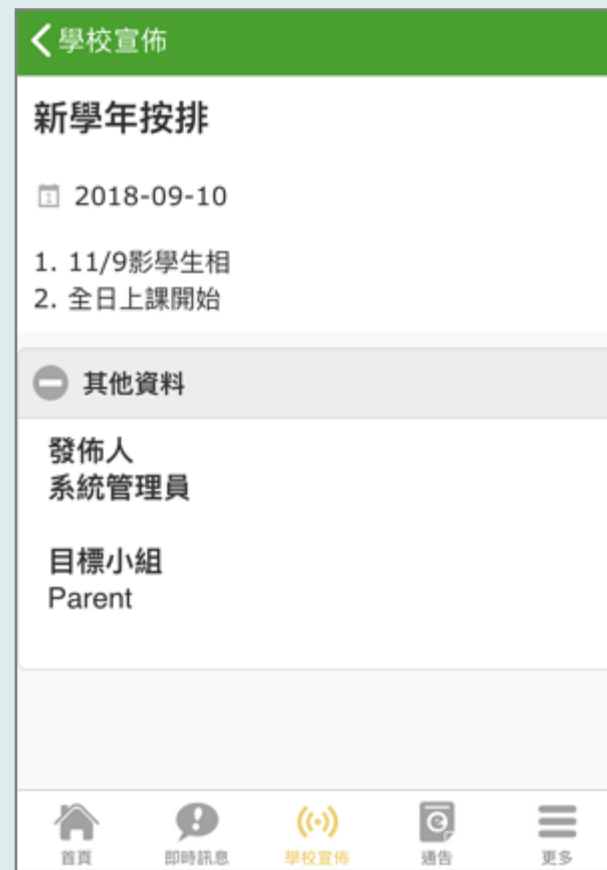 學校宣佈
新學年按排
2018-09-10
1. 11/9影學生相
2. 全日上課開始
其他資料
發佈人
系統管理員
目標小組
Parent
首頁 即時訊息 學校宣佈 通告 更多